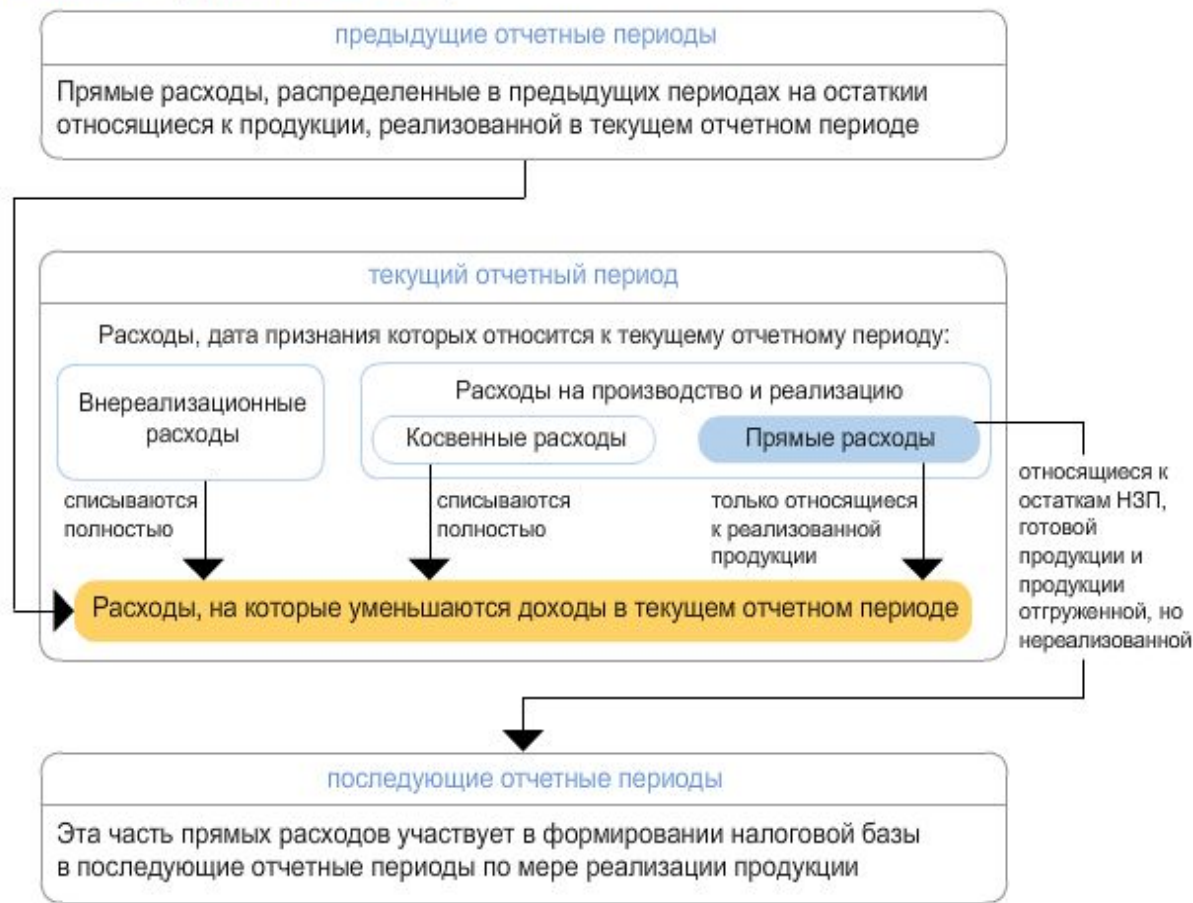 предыдущие отчетные периоды
Прямые расходы, распределенные в предыдущих периодах на остаткии
относящиеся к продукции, реализованной в текущем отчетном периоде
текущий отчетный период
Расходы, дата признания которых относится к текущему отчетному периоду:
Внереализационные
расходы
Расходы на производство и реализацию
Косвенные расходы
Прямые расходы
списываются
полностью
списываются
полностью
только относящиеся
к реализованной
продукции
относящиеся к
остаткам НЗП,
готовой
продукции и
продукции
отгруженной, но
нереализованной
Расходы, на которые уменьшаются доходы в текущем отчетном периоде
последующие отчетные периоды
Эта часть прямых расходов участвует в формировании налоговой базы
в последующие отчетные периоды по мере реализации продукции